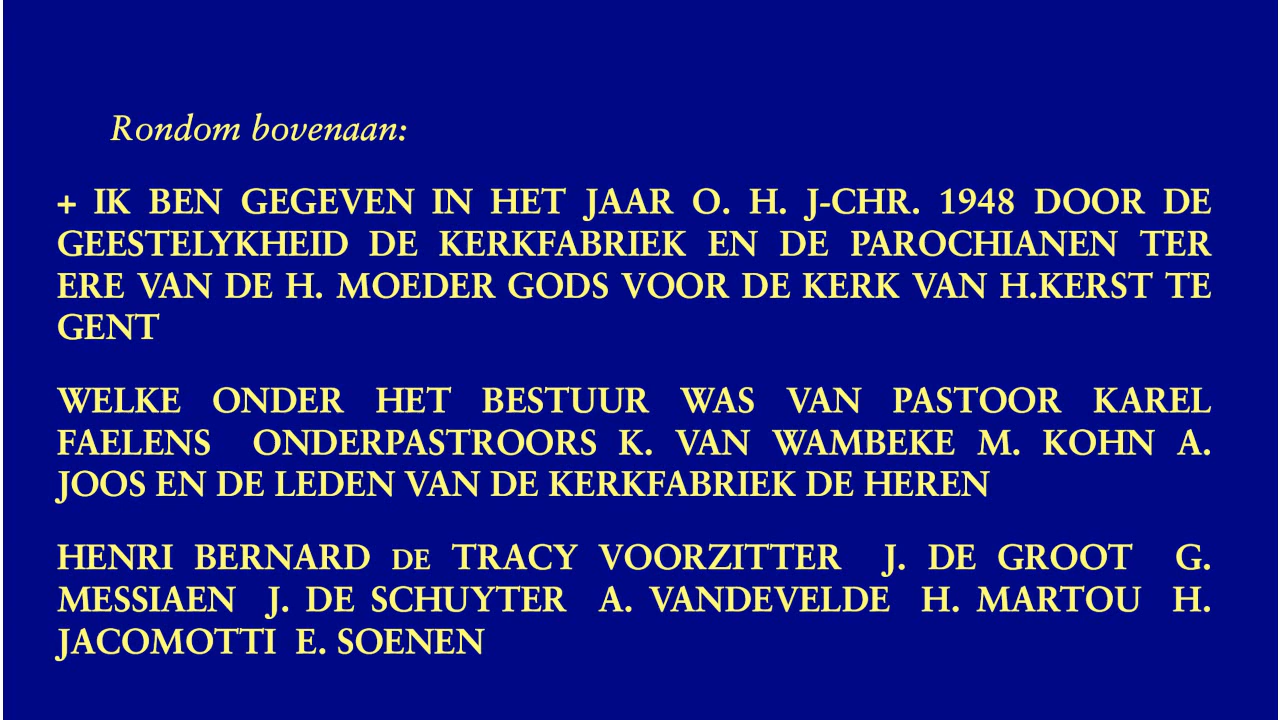 Rondom bovenaan:
+ IK BEN GEGEVEN IN HET JAAR O. H. J-CHR. 1948 DOOR DE
GEESTELYKHEID DE KERKFABRIEK EN DE PAROCHIANEN TER
ERE VAN DE H. MOEDER GODS VOOR DE KERK VAN H.KERST TE
GENT
WELKE ONDER HET BESTUUR WAS VAN PASTOOR KAREL
FAELENS ONDERPASTROORS K. VAN WAMBEKE M. KOHN A.
JOOS EN DE LEDEN VAN DE KERKFABRIEK DE HEREN
HENRI BERNARD DE TRACY VOORZITTER J. DE GROOT G.
MESSIAEN J. DE SCHUYTER A. VANDEVELDE H. MARTOU H.
JACOMOTTI E. SOENEN